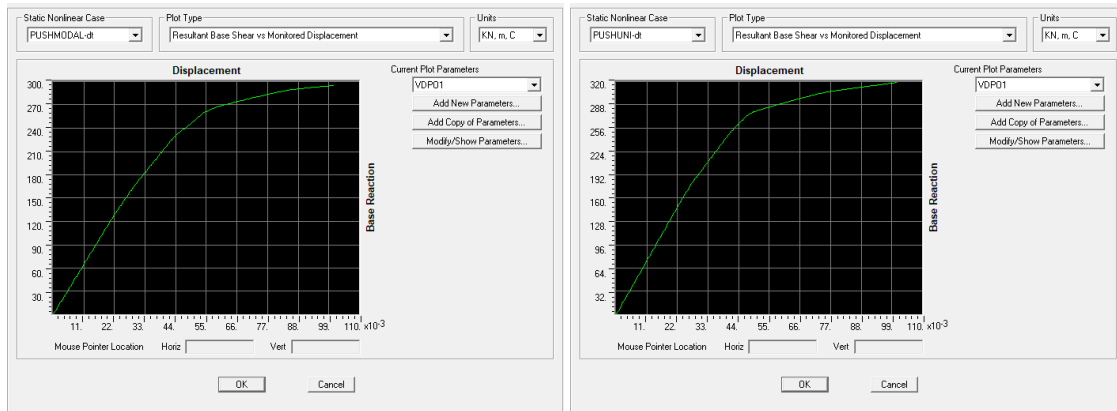 Static Nonlinear Case
PUSHMODAL-dt
Plot Type
Resultant Base Shear vs Monitored Displacement
Units
KN, m, C
Displacement
300.
270.
240.
210.
180.
150.
120.
90.
60.
30.
11. 22. 33. 44. 55. 66. 77. 88. 99. 110. x10-3
Base Reaction
Current Plot Parameters
VDPO1
Add New Parameters...
Add Copy of Parameters...
Modify/Show Parameters...
Mouse Pointer Location Horiz Vert
OK Cancel
Static Nonlinear Case
PUSHUNI-dt
Plot Type
Resultant Base Shear vs Monitored Displacement
Units
KN, m, C
Displacement
320.
288.
256.
224.
192.
160.
128.
96.
64.
32.
11. 22. 33. 44. 55. 66. 77. 88. 99. 110. x10-3
Base Reaction
Current Plot Parameters
VDPO1
Add New Parameters...
Add Copy of Parameters...
Modify/Show Parameters...
Mouse Pointer Location Horiz Vert
OK Cancel